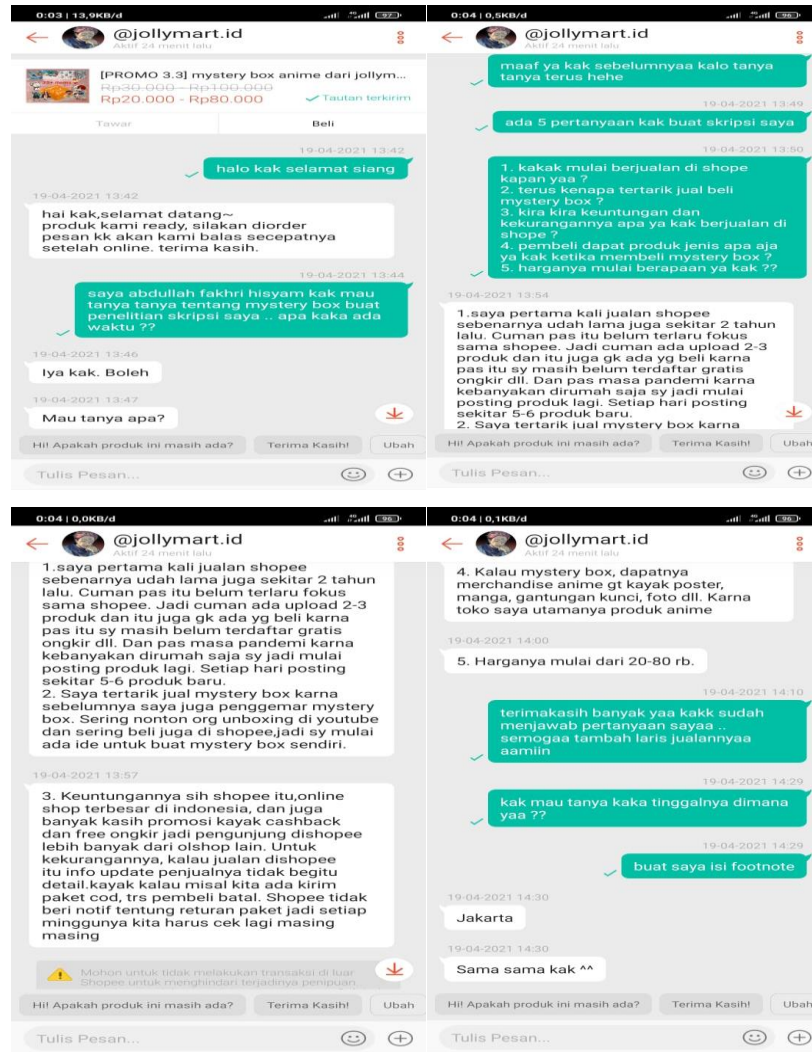 0:03 | 13,9KB/d
97
@jollymart.id
Aktif 24 menit lalu
[PROMO 3.3] mystery box anime dari jollym...
Rp30.000 - Rp100.000
Rp20.000 - Rp80.000
Tautan terkirim
Tawar
Beli
19-04-2021 13:42
halo kak selamat siang
19-04-2021 13:42
hai kak,selamat datang~
produk kami ready, silakan diorder
pesan kk akan kami balas secepatnya
setelah online. terima kasih.
19-04-2021 13:44
saya abdullah fakhri hisyam kak mau
tanya tanya tentang mystery box buat
penelitian skripsi saya .. apa kaka ada
waktu ??
19-04-2021 13:46
Iya kak. Boleh
19-04-2021 13:47
Mau tanya apa?
Hi! Apakah produk ini masih ada?
Terima Kasih!
Ubah
Tulis Pesan...
0:04 | 0,5KB/d
96
@jollymart.id
Aktif 24 menit lalu
maaf ya kak sebelumnyaa kalo tanya
tanya terus hehe
19-04-2021 13:49
ada 5 pertanyaan kak buat skripsi saya
19-04-2021 13:50
1. kakak mulai berjualan di shope
kapan yaa ?
2. terus kenapa tertarik jual beli
mystery box ?
3. kira kira keuntungan dan
kekurangannya apa ya kak berjualan di
shope ?
4. pembeli dapat produk jenis apa aja
ya kak ketika membeli mystery box ?
5. harganya mulai berapaan ya kak ??
19-04-2021 13:54
1.saya pertama kali jualan shopee
sebenarnya udah lama juga sekitar 2 tahun
lalu. Cuman pas itu belum terlaru fokus
sama shopee. Jadi cuman ada upload 2-3
produk dan itu juga gk ada yg beli karna
pas itu sy masih belum terdaftar gratis
ongkir dll. Dan pas masa pandemi karna
kebanyakan dirumah saja sy jadi mulai
posting produk lagi. Setiap hari posting
sekitar 5-6 produk baru.
2. Saya tertarik jual mystery box karna
Hi! Apakah produk ini masih ada?
Terima Kasih!
Ubah
Tulis Pesan...
0:04 | 0,0KB/d
96
@jollymart.id
Aktif 24 menit lalu
1.saya pertama kali jualan shopee
sebenarnya udah lama juga sekitar 2 tahun
lalu. Cuman pas itu belum terlaru fokus
sama shopee. Jadi cuman ada upload 2-3
produk dan itu juga gk ada yg beli karna
pas itu sy masih belum terdaftar gratis
ongkir dll. Dan pas masa pandemi karna
kebanyakan dirumah saja sy jadi mulai
posting produk lagi. Setiap hari posting
sekitar 5-6 produk baru.
2. Saya tertarik jual mystery box karna
sebelumnya saya juga penggemar mystery
box. Sering nonton org unboxing di youtube
dan sering beli juga di shopee,jadi sy mulai
ada ide untuk buat mystery box sendiri.
19-04-2021 13:57
3. Keuntungannya sih shopee itu,online
shop terbesar di indonesia, dan juga
banyak kasih promosi kayak cashback
dan free ongkir jadi pengunjung dishopee
lebih banyak dari olshop lain. Untuk
kekurangannya, kalau jualan dishopee
itu info update penjualnya tidak begitu
detail.kayak kalau misal kita ada kirim
paket cod, trs pembeli batal. Shopee tidak
beri notif tentang returan paket jadi setiap
minggunya kita harus cek lagi masing
masing
Mohon untuk tidak melakukan transaksi di luar
Shopee untuk menghindari terjadinya penipuan.
Hi! Apakah produk ini masih ada?
Terima Kasih!
Ubah
Tulis Pesan...
0:04 | 0,1KB/d
96
@jollymart.id
Aktif 24 menit lalu
4. Kalau mystery box, dapatnya
merchandise anime gt kayak poster,
manga, gantungan kunci, foto dll. Karna
toko saya utamanya produk anime
19-04-2021 14:00
5. Harganya mulai dari 20-80 rb.
19-04-2021 14:10
terimakasih banyak yaa kakk sudah
menjawab pertanyaan sayaa ..
semogaa tambah laris jualannyaa
aamiin
19-04-2021 14:29
kak mau tanya kaka tinggalnya dimana
yaa ??
19-04-2021 14:29
buat saya isi footnote
19-04-2021 14:30
Jakarta
19-04-2021 14:30
Sama sama kak ^^
Hi! Apakah produk ini masih ada?
Terima Kasih!
Ubah
Tulis Pesan...